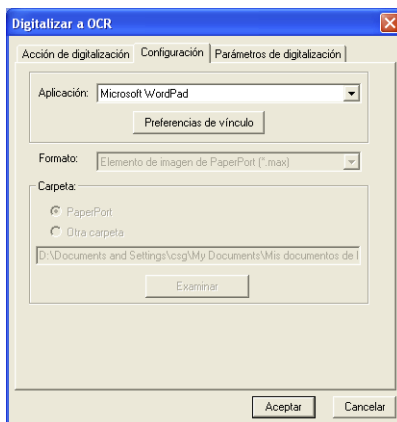 Digitalizar a OCR
Acción de digitalización Configuración Parámetros de digitalización
Aplicación: Microsoft WordPad
Preferencias de vínculo
Formato: Elemento de imagen de PaperPort (*.max)
Carpeta:
PaperPort
Otra carpeta
D:\Documents and Settings\csg\My Documents\Mis documentos de
Examinar
Aceptar Cancelar